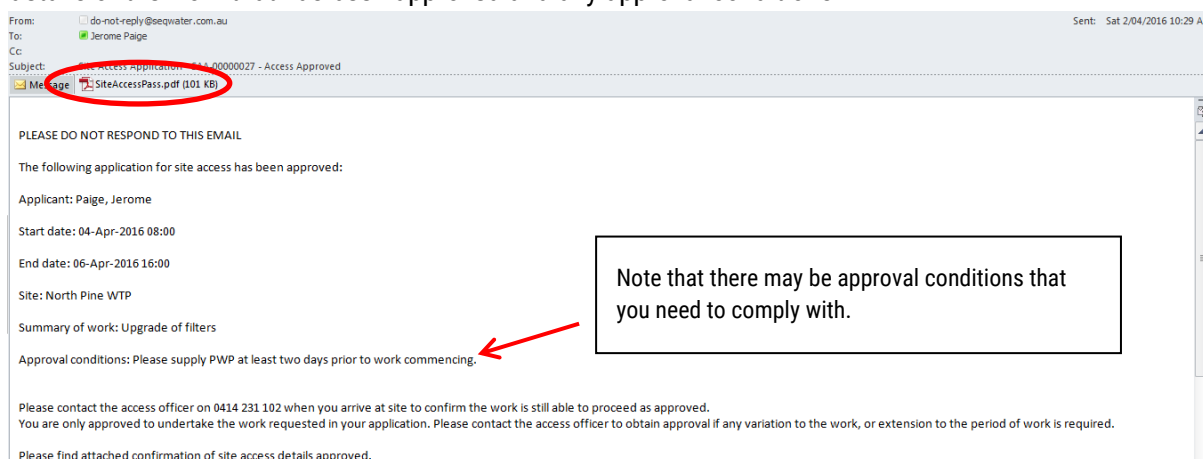 From: do-not-reply@seqwater.com.au Sent: Sat 2/04/2016 10:29 A
To: Jerome Paige
Cc:
Subject: Site Access Application 00000027 - Access Approved
Message SiteAccessPass.pdf (101 KB)
PLEASE DO NOT RESPOND TO THIS EMAIL
The following application for site access has been approved:
Applicant: Paige, Jerome
Start date: 04-Apr-2016 08:00
End date: 06-Apr-2016 16:00
Note that there may be approval conditions that
Site: North Pine WTP
you need to comply with.
Summary of work: Upgrade of filters
Approval conditions: Please supply PWP at least two days prior to work commencing.
Please contact the access officer on 0414 231 102 when you arrive at site to confirm the work is still able to proceed as approved.
You are only approved to undertake the work requested in your application. Please contact the access officer to obtain approval if any variation to the work, or extension to the period of work is required.
Please find attached confirmation of site access details approved.